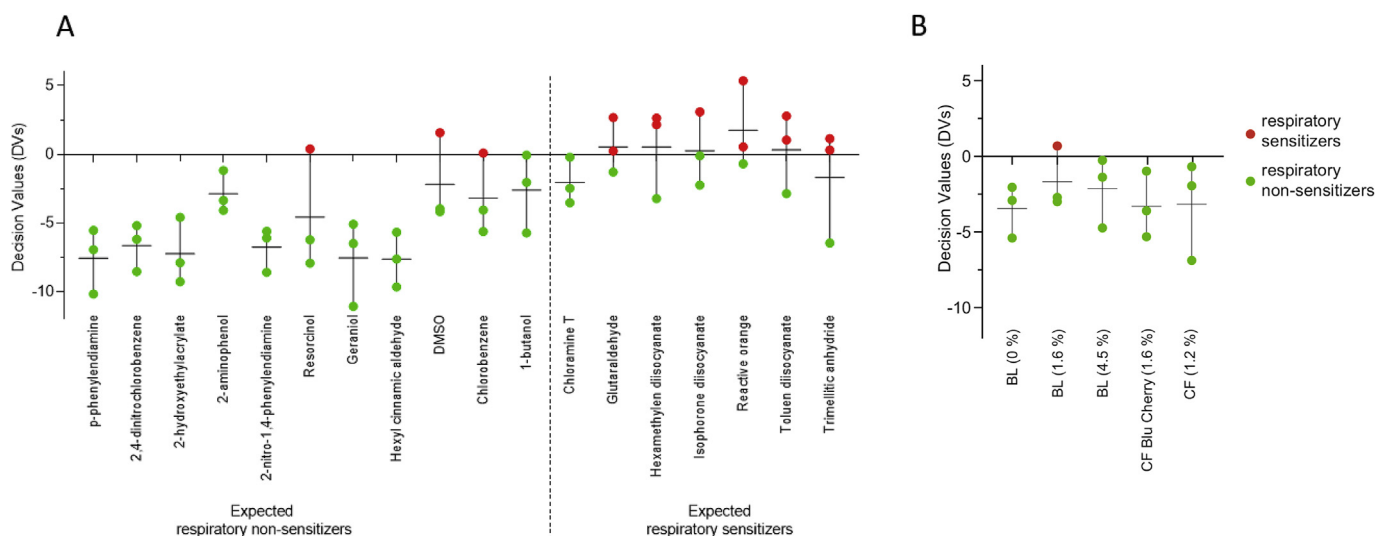 A
Decision Values (DVs)
5
0
-5
-10
p-phenylendiamine
2,4-dinitrochlorobenzene
2-hydroxyethylacrylate
2-aminophenol
2-nitro-1,4-phenylendiamine
Resorcinol
Geraniol
Hexyl cinnamic aldehyde
DMSO
Chlorobenzene
1-butanol
Chloramine T
Glutaraldehyde
Hexamethylen diisocyanate
Isophorone diisocyanate
Reactive orange
Toluen diisocyanate
Trimellitic anhydride
Expected
respiratory non-sensitizers
Expected
respiratory sensitizers
B
Decision Values (DVs)
5
0
-5
-10
BL (0 %)
BL (1.6 %)
BL (4.5 %)
CF Blu Cherry (1.6 %)
CF (1.2 %)
respiratory
sensitizers
respiratory
non-sensitizers